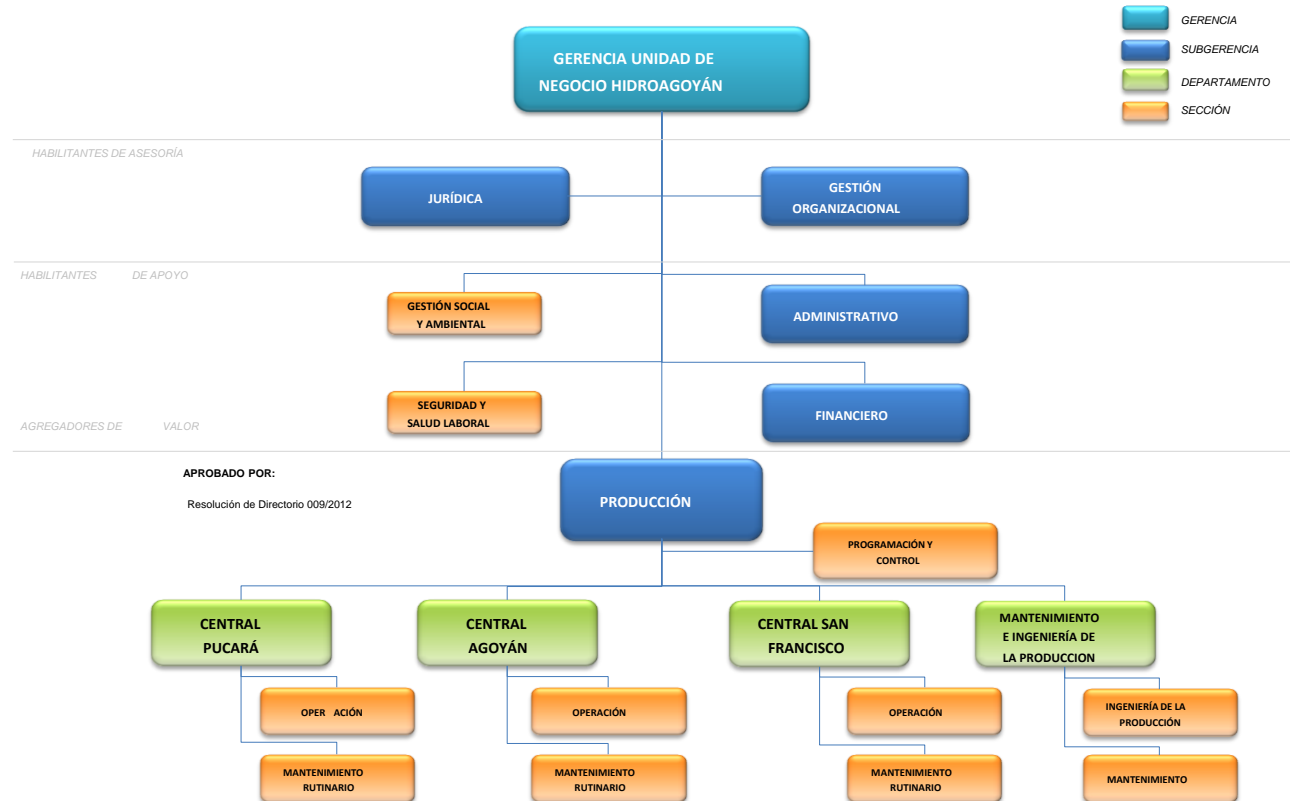 GERENCIA
SUBGERENCIA
DEPARTAMENTO
SECCIÓN
GERENCIA UNIDAD DE
NEGOCIO HIDROAGOYÁN
HABILITANTES DE ASESORÍA
JURÍDICA
GESTIÓN
ORGANIZACIONAL
HABILITANTES DE APOYO
GESTIÓN SOCIAL
Y AMBIENTAL
ADMINISTRATIVO
SEGURIDAD Y
SALUD LABORAL
FINANCIERO
AGREGADORES DE VALOR
APROBADO POR:
Resolución de Directorio 009/2012
PRODUCCIÓN
PROGRAMACIÓN Y
CONTROL
CENTRAL
PUCARÁ
CENTRAL
AGOYÁN
CENTRAL SAN
FRANCISCO
MANTENIMIENTO
E INGENIERÍA DE
LA PRODUCCION
OPER ACIÓN
OPERACIÓN
OPERACIÓN
INGENIERÍA DE LA
PRODUCCIÓN
MANTENIMIENTO
RUTINARIO
MANTENIMIENTO
RUTINARIO
MANTENIMIENTO
RUTINARIO
MANTENIMIENTO